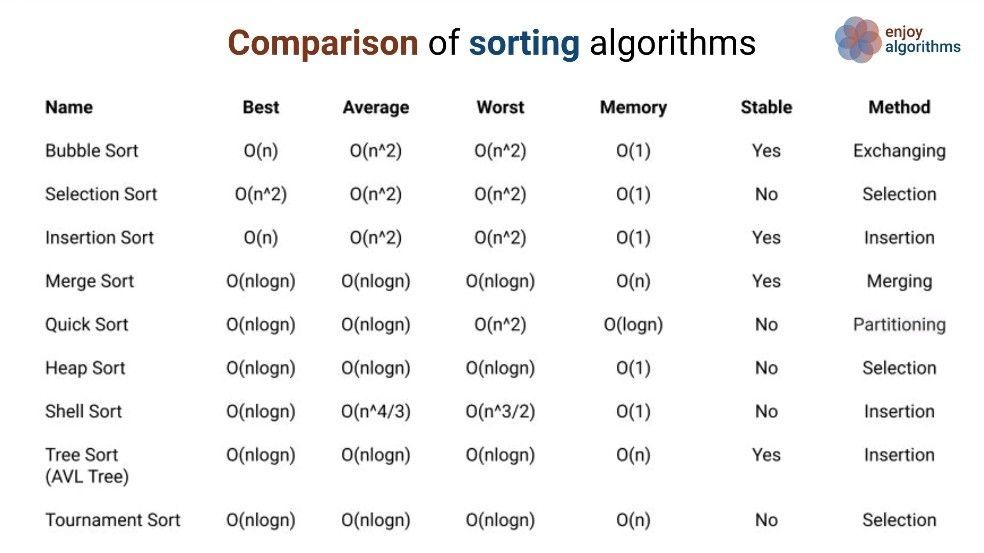 Comparison of sorting algorithms
enjoy
algorithms
Name Best Average Worst Memory Stable Method
Bubble Sort O(n) O(n^2) O(n^2) O(1) Yes Exchanging
Selection Sort O(n^2) O(n^2) O(n^2) O(1) No Selection
Insertion Sort O(n) O(n^2) O(n^2) O(1) Yes Insertion
Merge Sort O(nlogn) O(nlogn) O(nlogn) O(n) Yes Merging
Quick Sort O(nlogn) O(nlogn) O(n^2) O(logn) No Partitioning
Heap Sort O(nlogn) O(nlogn) O(nlogn) O(1) No Selection
Shell Sort O(nlogn) O(n^4/3) O(n^3/2) O(1) No Insertion
Tree Sort O(nlogn) O(nlogn) O(nlogn) O(n) Yes Insertion
(AVL Tree)
Tournament Sort O(nlogn) O(nlogn) O(nlogn) O(n) No Selection